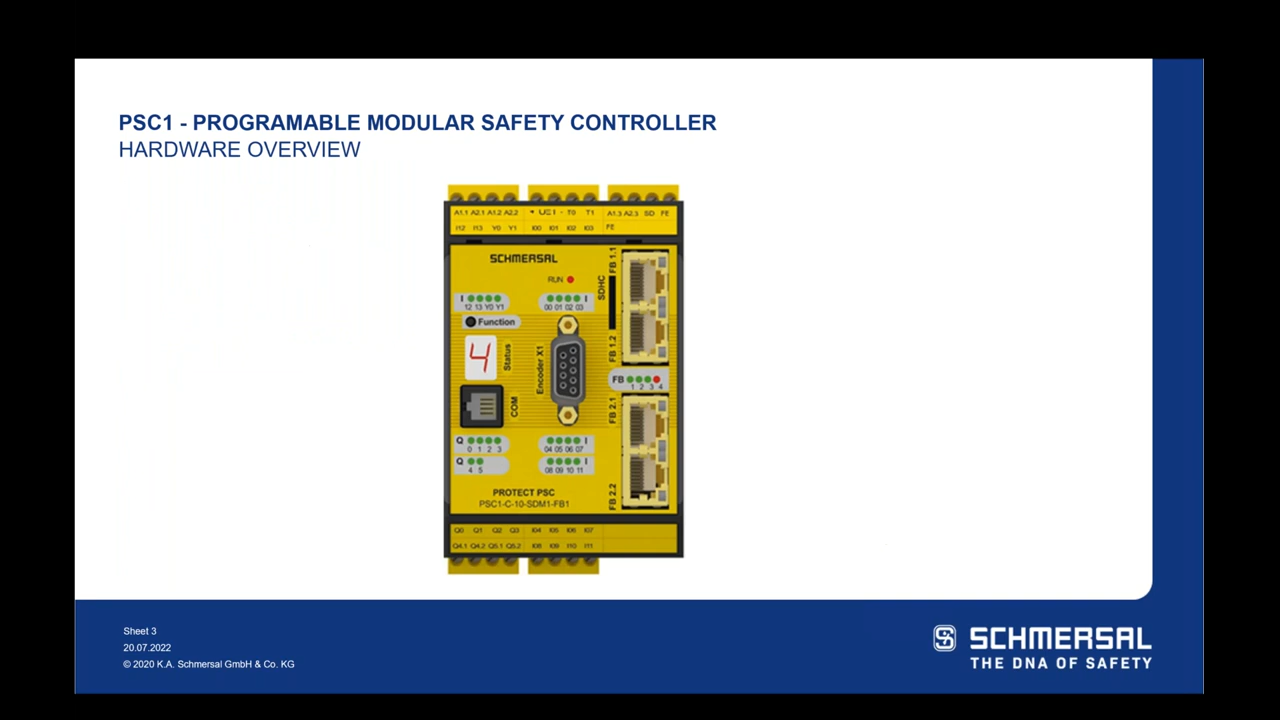 PSC1 - PROGRAMABLE MODULAR SAFETY CONTROLLER
HARDWARE OVERVIEW
A1.1 A2.1 A1.2 A2.2
T0 T1
A1.3 A2.3 SD FE
I12 I13 Y0 Y1
I00 I01 I02 I03
FE
SCHMERSAL
RUN
FB 1.1
SDHC
I
12 13 Y0 Y1
I
00 01 02 03
Function
4
Status
Encoder X1
FB 1.2
FB
1 2 3 4
COM
FB 2.1
Q
0 1 2 3
I
04 05 06 07
Q
4 5
I
08 09 10 11
PROTECT PSC
PSC1-C-10-SDM1-FB1
FB 2.2
Q0 Q1 Q2 Q3 I04 I05 I06 I07
Q4.1 Q4.2 Q5.1 Q5.2 I08 I09 I10 I11
Sheet 3
20.07.2022
© 2020 K.A. Schmersal GmbH & Co. KG
SCHMERSAL
THE DNA OF SAFETY